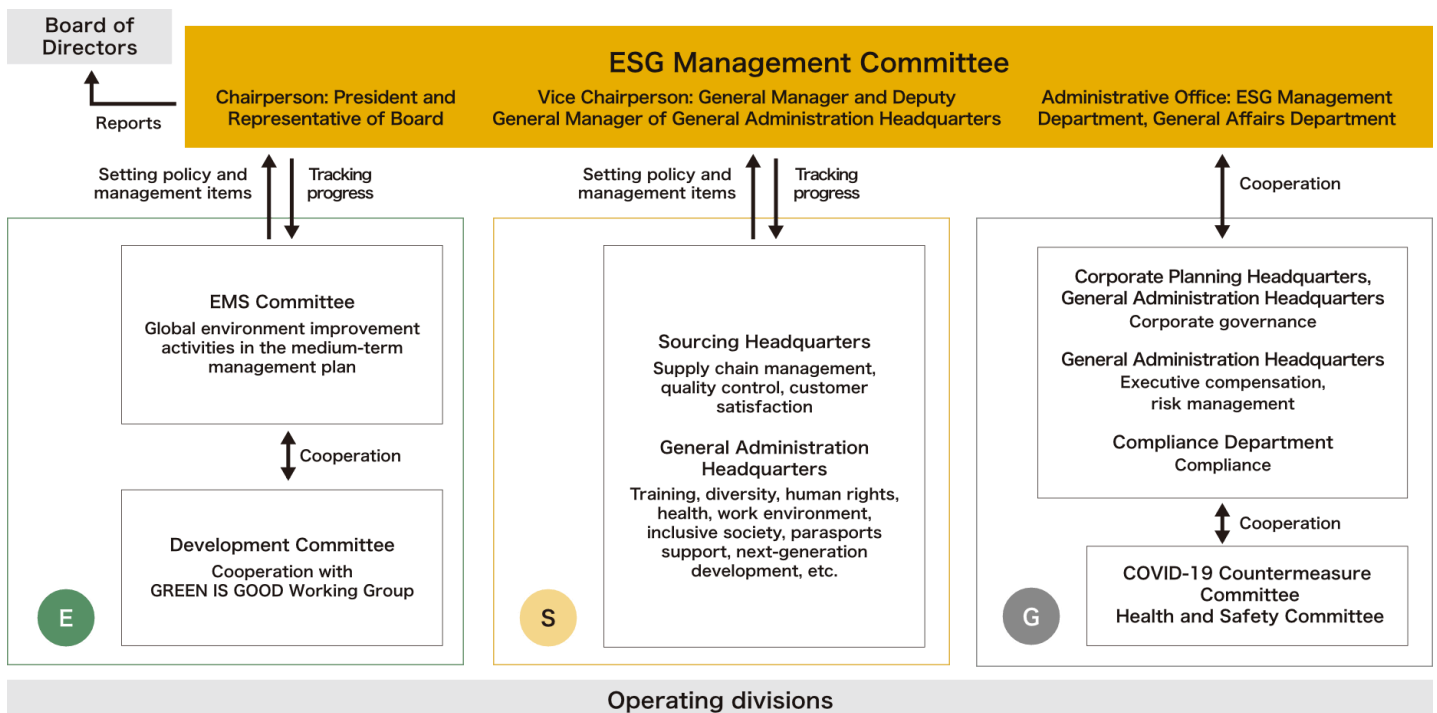 Board of
Directors
ESG Management Committee
Chairperson: President and
Representative of Board
Vice Chairperson: General Manager and Deputy
General Manager of General Administration Headquarters
Administrative Office: ESG Management
Department, General Affairs Department
Reports
Setting policy and
management items
Tracking
progress
Setting policy and
management items
Tracking
progress
Cooperation
EMS Committee
Global environment improvement
activities in the medium-term
management plan
Cooperation
Development Committee
Cooperation with
GREEN IS GOOD Working Group
E
Sourcing Headquarters
Supply chain management,
quality control, customer
satisfaction
General Administration
Headquarters
Training, diversity, human rights,
health, work environment,
inclusive society, parasports
support, next-generation
development, etc.
S
Corporate Planning Headquarters,
General Administration Headquarters
Corporate governance
General Administration Headquarters
Executive compensation,
risk management
Compliance Department
Compliance
Cooperation
COVID-19 Countermeasure
Committee
Health and Safety Committee
G
Operating divisions